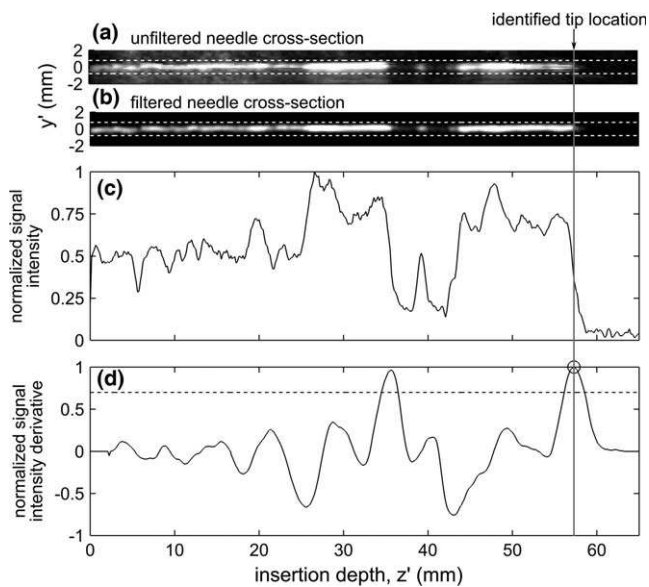 identified tip location
(a) unfiltered needle cross-section
2
0
-2
(b) filtered needle cross-section
2
0
-2
y' (mm)
(c)
1
0.75
0.5
0.25
0
normalized signal
intensity
(d)
1
0.5
0
-0.5
-1
normalized signal
intensity derivative
0 10 20 30 40 50 60
insertion depth, z' (mm)